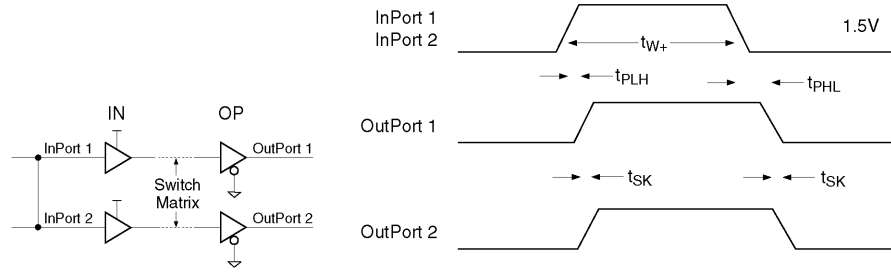 IN
OP
InPort 1
OutPort 1
Switch
Matrix
InPort 2
OutPort 2
InPort 1
InPort 2
1.5V
tW+
tPLH
tPHL
OutPort 1
tSK
tSK
OutPort 2